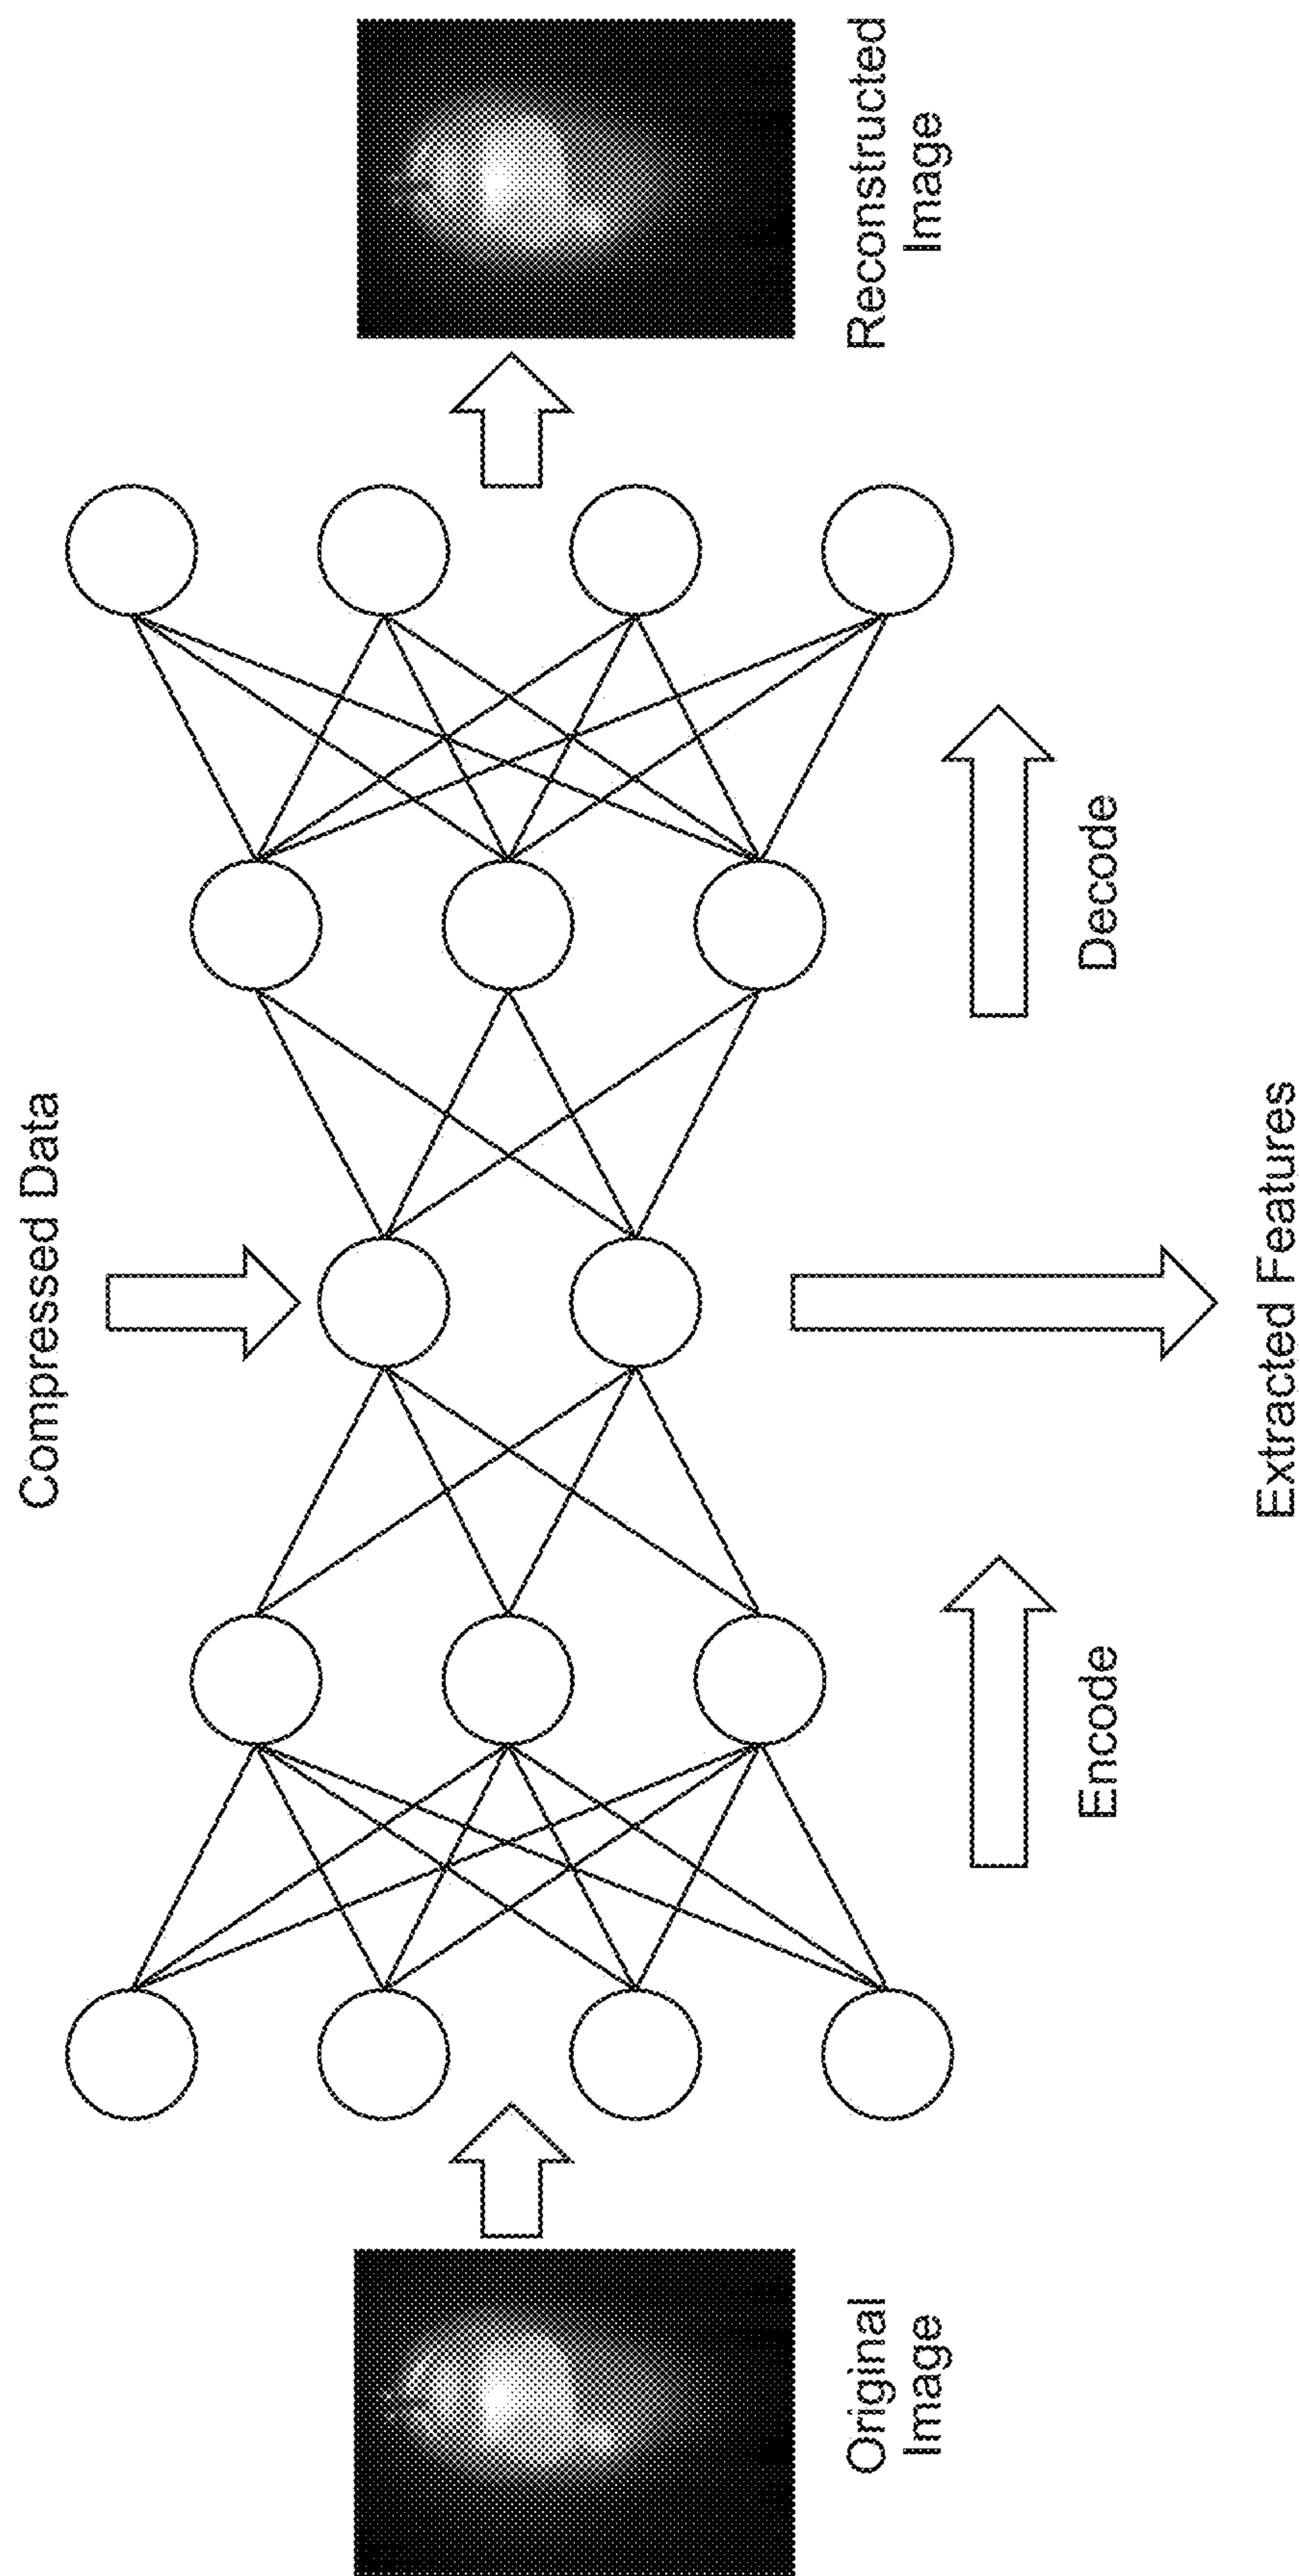 Compressed Data
Original
Image
Reconstructed
Image
Encode
Decode
Extracted Features